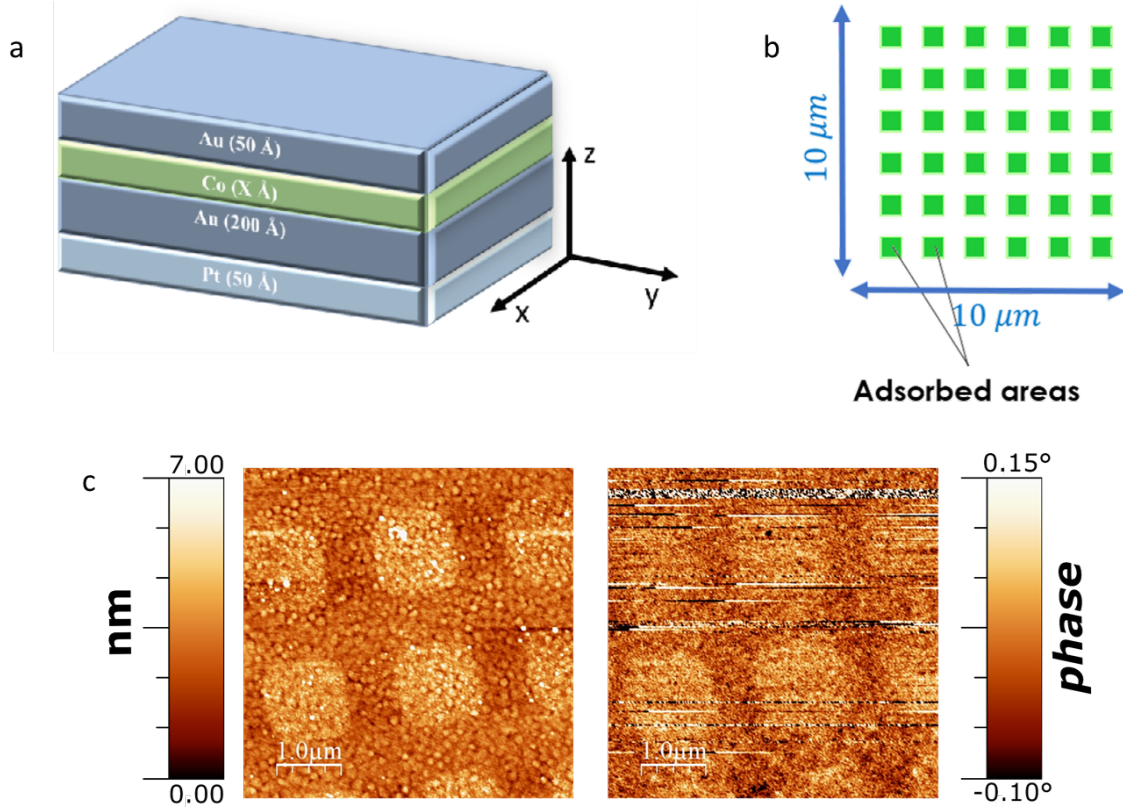 a
Au (50 Å)
Co (X Å)
Au (200 Å)
Pt (50 Å)
z
y
x
b
10 μm
10 μm
Adsorbed areas
c
7.00
nm
0.00
1.0μm
1.0μm
0.15°
phase
-0.10°